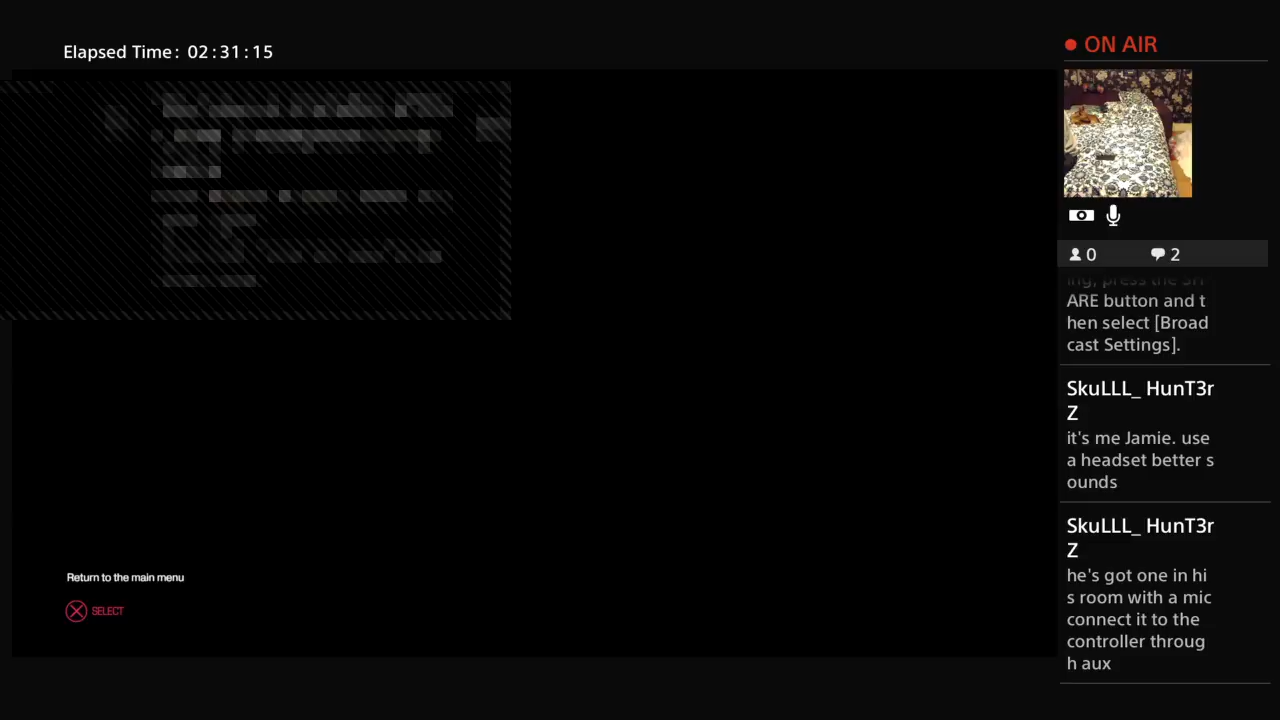 Elapsed Time: 02:31:15
ON AIR
0 2
ARE button and t
hen select [Broad
cast Settings].
SkuLLL_ HunT3r
Z
it's me Jamie. use
a headset better s
ounds
SkuLLL_ HunT3r
Z
he's got one in hi
s room with a mic
connect it to the
controller throug
h aux
Return to the main menu
SELECT